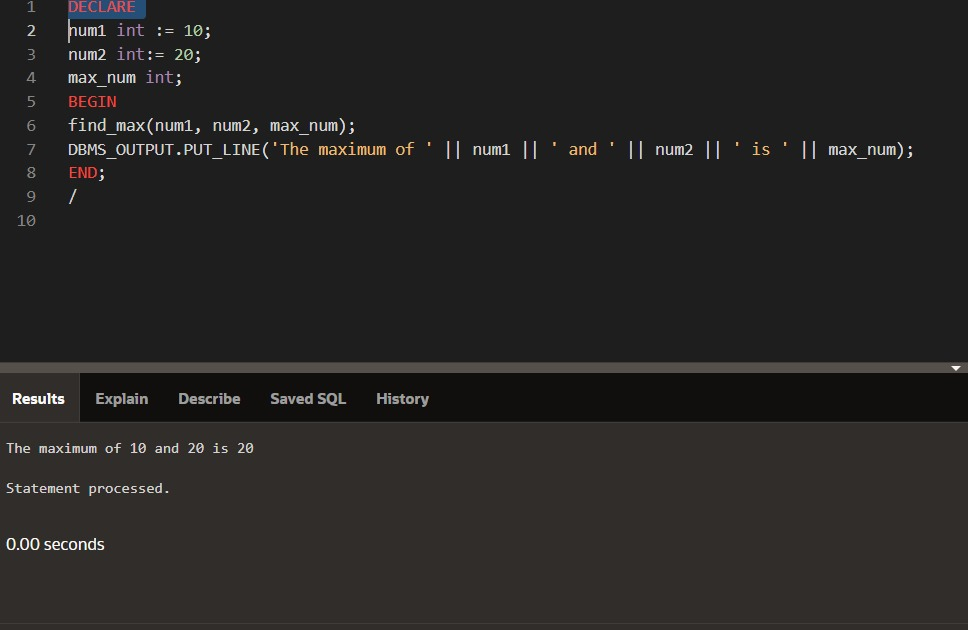 1 DECLARE
2 num1 int := 10;
3 num2 int:= 20;
4 max_num int;
5 BEGIN
6 find_max(num1, num2, max_num);
7 DBMS_OUTPUT.PUT_LINE('The maximum of ' || num1 || ' and ' || num2 || ' is ' || max_num);
8 END;
9 /
10
Results Explain Describe Saved SQL History
The maximum of 10 and 20 is 20
Statement processed.
0.00 seconds